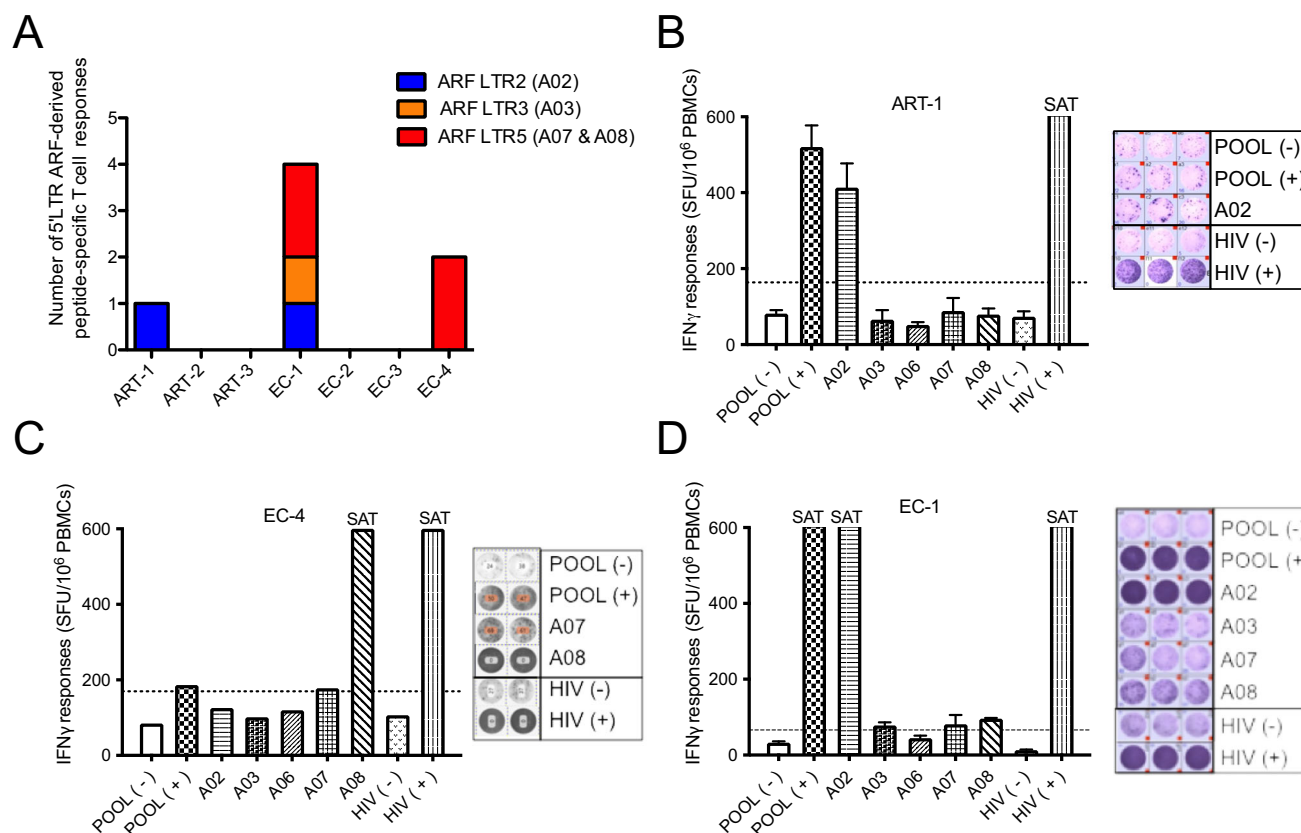 A
Number of 5'LTR ARF-derived
peptide-specific T cell responses
5
4
3
2
1
0
ARF LTR2 (A02)
ARF LTR3 (A03)
ARF LTR5 (A07 & A08)
ART-1
ART-2
ART-3
EC-1
EC-2
EC-3
EC-4
B
ART-1
SAT
IFNγ responses (SFU/10⁶ PBMCs)
600
400
200
0
POOL (-)
POOL (+)
A02
A03
A06
A07
A08
HIV (-)
HIV (+)
POOL (-)
POOL (+)
A02
HIV (-)
HIV (+)
C
EC-4
SAT
SAT
IFNγ responses (SFU/10⁶ PBMCs)
600
400
200
0
POOL (-)
POOL (+)
A02
A03
A06
A07
A08
HIV (-)
HIV (+)
POOL (-)
POOL (+)
A07
A08
HIV (-)
HIV (+)
D
EC-1
SAT SAT
SAT
IFNγ responses (SFU/10⁶ PBMCs)
600
400
200
0
POOL (-)
POOL (+)
A02
A03
A06
A07
A08
HIV (-)
HIV (+)
POOL (-)
POOL (+
A02
A03
A07
A08
HIV (-)
HIV (+)